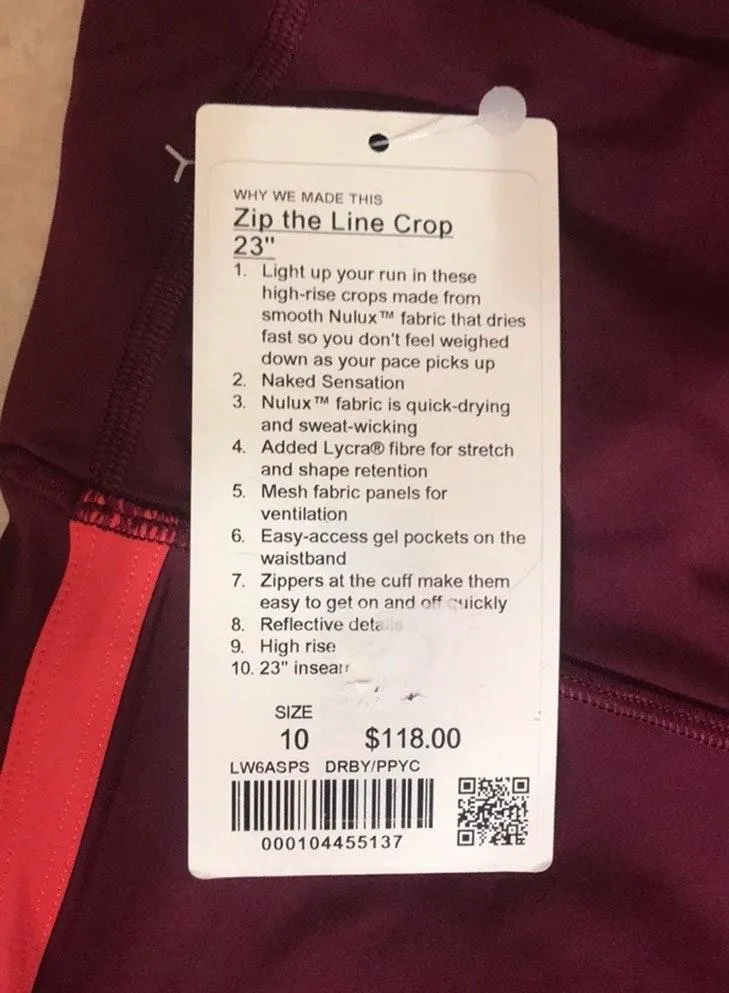 WHY WE MADE THIS
Zip the Line Crop
23"
1. Light up your run in these
high-rise crops made from
smooth Nulux™ fabric that dries
fast so you don't feel weighed
down as your pace picks up
2. Naked Sensation
3. Nulux™ fabric is quick-drying
and sweat-wicking
4. Added Lycra® fibre for stretch
and shape retention
5. Mesh fabric panels for
ventilation
6. Easy-access gel pockets on the
waistband
7. Zippers at the cuff make them
easy to get on and off quickly
8. Reflective details
9. High rise
10. 23" inseam
SIZE
10 $118.00
LW6ASPS DRBY/PPYC
000104455137